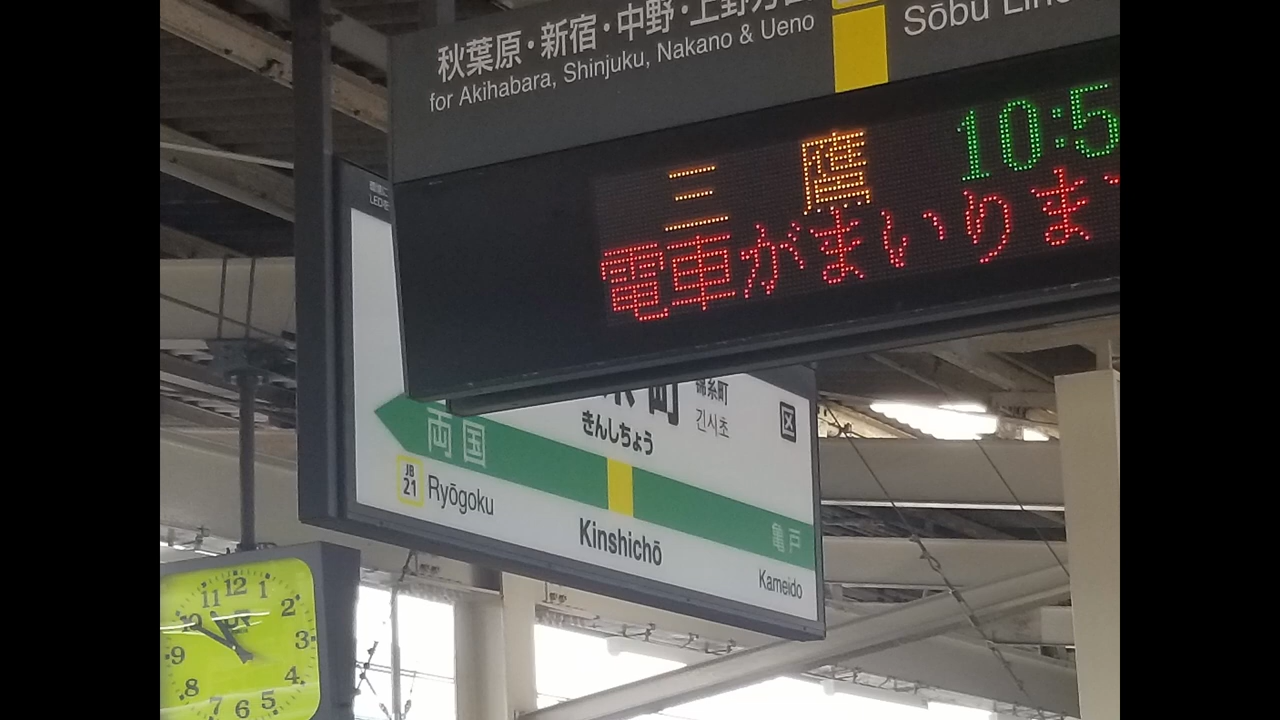 秋葉原・新宿・中野・上野方面
for Akihabara, Shinjuku, Nakano & Ueno
Sōbu Line
三鷹 10:5
電車がまいりま
町
錦糸町
긴시초
きんしちょう
区
両国
亀戸
JB
21
Ryōgoku
Kinshichō
Kameido
12
11
1
10
2
9
3
8
4
7
6
5